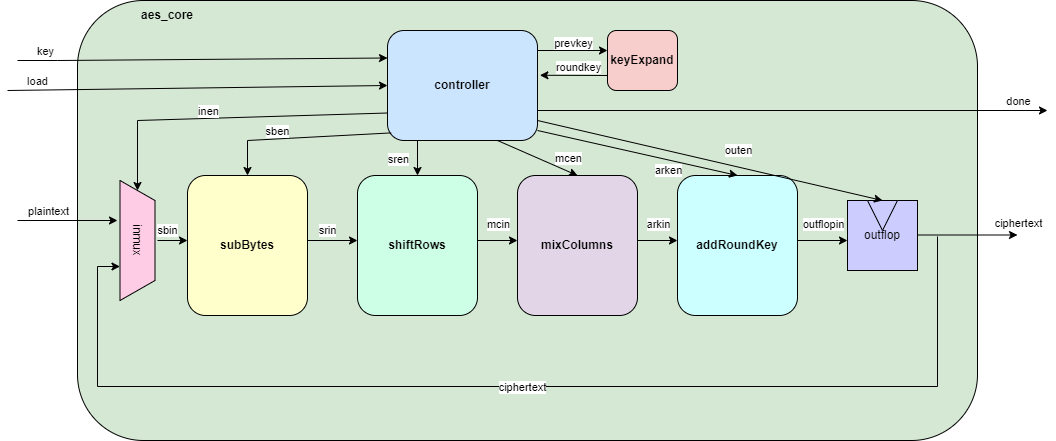 aes_core
key
load
controller
prevkey
keyExpand
roundkey
done
inen
sben
sren
mcen
arken
outen
plaintext
inmux
sbin
subBytes
srin
shiftRows
mcin
mixColumns
arkin
addRoundKey
outflopin
outflop
ciphertext
ciphertext